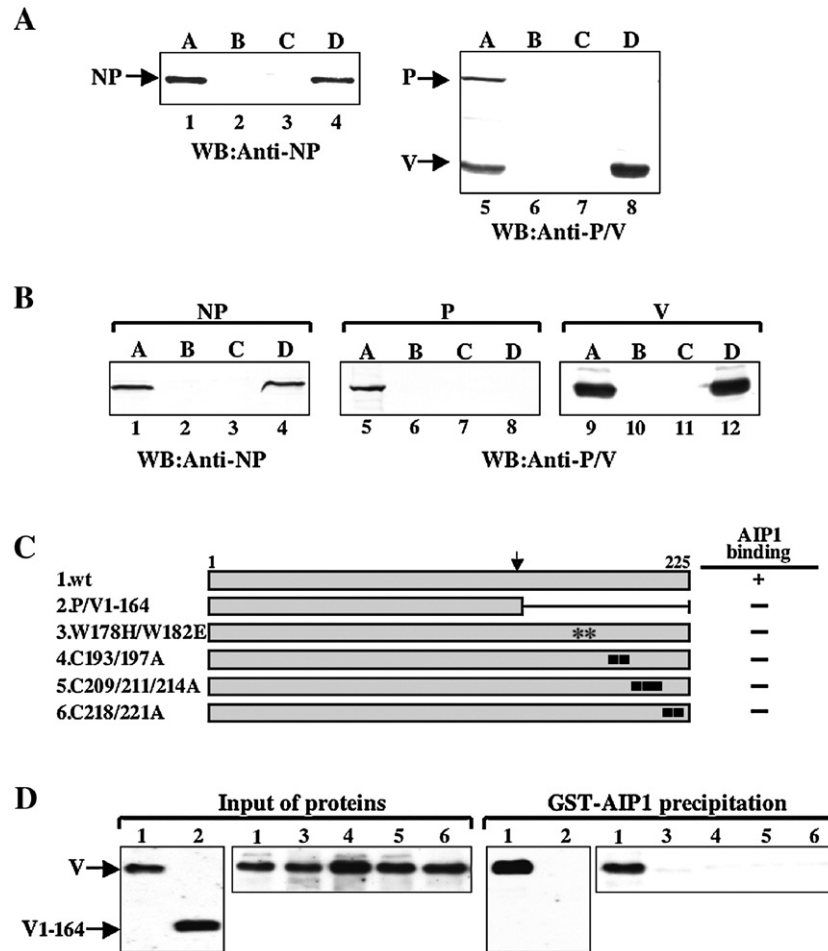 A
A B C D
NP
1 2 3 4
WB:Anti-NP
A B C D
P
V
5 6 7 8
WB:Anti-P/V
B
NP
P
V
A B C D
A B C D
A B C D
1 2 3 4
5 6 7 8
9 10 11 12
WB:Anti-NP
WB:Anti-P/V
C
AIP1
binding
1 225
1.wt +
2.P/V1-164 −
3.W178H/W182E ** −
4.C193/197A −
5.C209/211/214A −
6.C218/221A −
D
Input of proteins
GST-AIP1 precipitation
1 2
1 3 4 5 6
1 2
1 3 4 5 6
V
V1-164